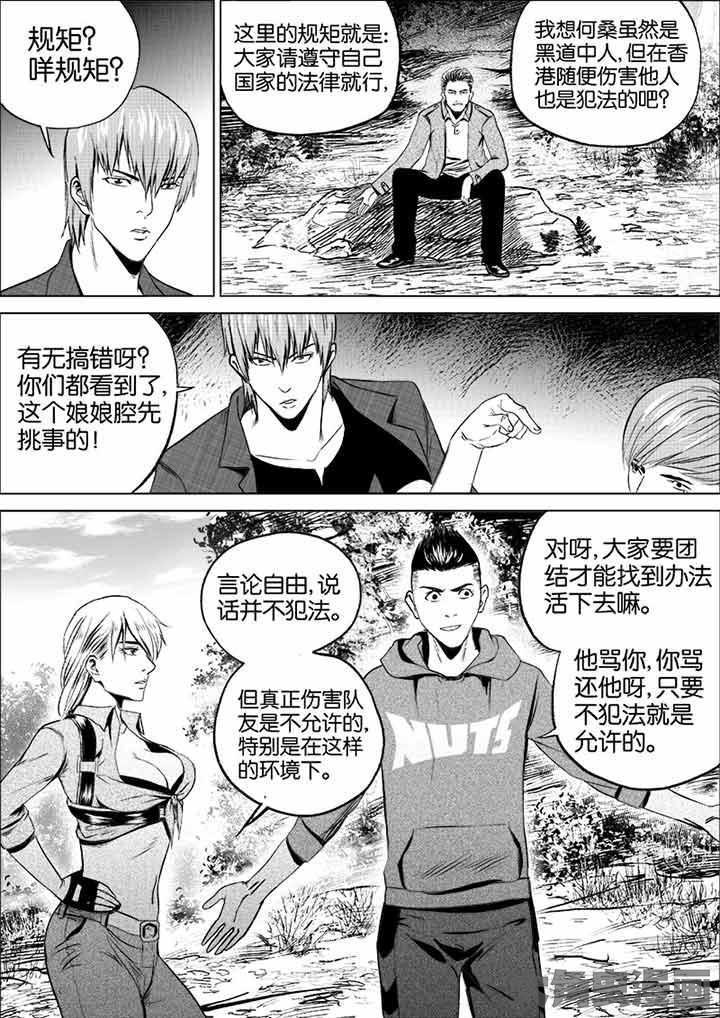 规矩？
咩规矩？
这里的规矩就是：
大家请遵守自己
国家的法律就行，
我想何桑虽然是
黑道中人，但在香
港随便伤害他人
也是犯法的吧？
有无搞错呀？
你们都看到了，
这个娘娘腔先
挑事的！
言论自由，说
话并不犯法。
但真正伤害队
友是不允许的，
特别是在这样
的环境下。
对呀，大家要团
结才能找到办法
活下去嘛。
他骂你，你骂
还他呀，只要
不犯法就是
允许的。
NUTS
漫画